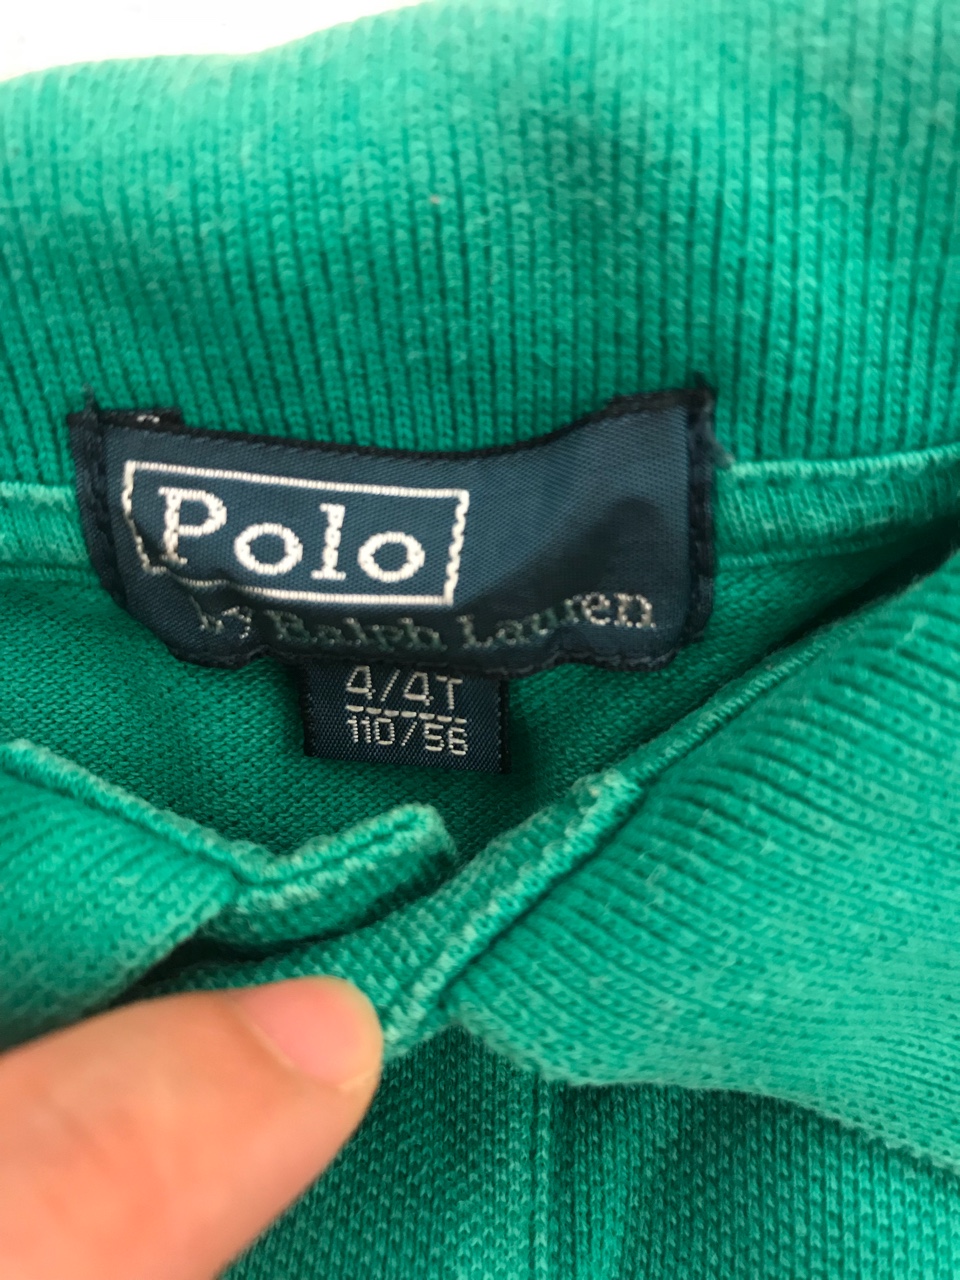 Polo
by Ralph Lauren
4/4T
110/56